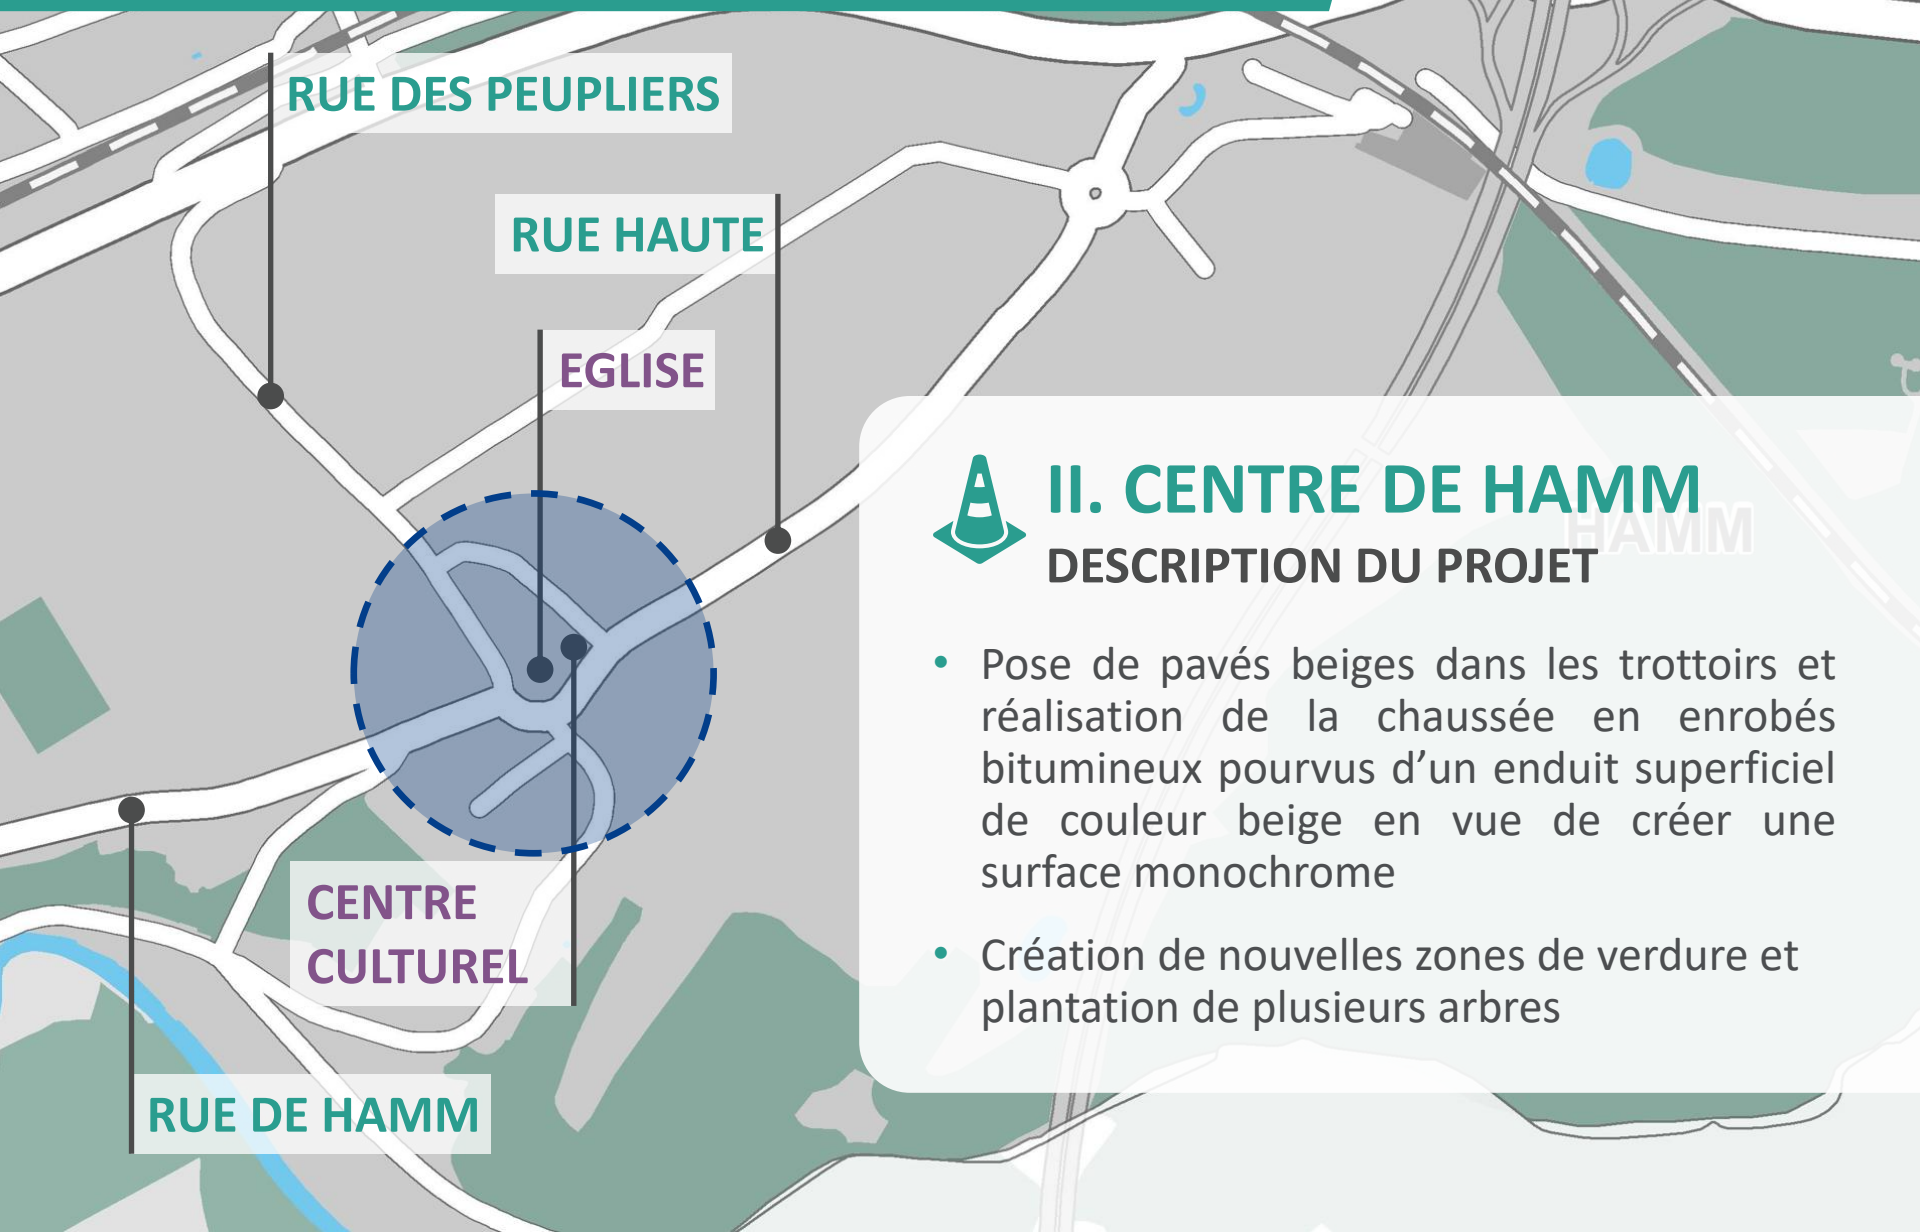 RUE DES PEUPLIERS
RUE HAUTE
EGLISE
II. CENTRE DE HAMM
HAMM
DESCRIPTION DU PROJET
• Pose de pavés beiges dans les trottoirs et
réalisation de la chaussée en enrobés
bitumineux pourvus d’un enduit superficiel
de couleur beige en vue de créer une
surface monochrome
• Création de nouvelles zones de verdure et
plantation de plusieurs arbres
CENTRE
CULTUREL
RUE DE HAMM